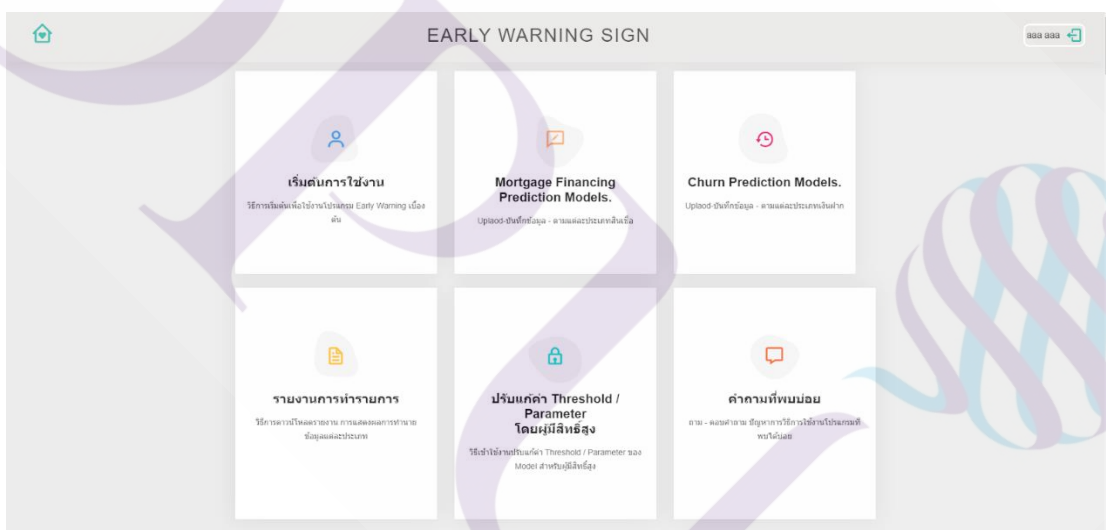 EARLY WARNING SIGN
aaa aaa
เริ่มต้นการใช้งาน
วิธีการเริ่มต้นเพื่อใช้งานโปรแกรม Early Warning เบื้อง
ต้น
Mortgage Financing
Prediction Models.
Uplaod-บันทึกข้อมูล - ตามแต่ละประเภทสินเชื่อ
Churn Prediction Models.
Uplaod-บันทึกข้อมูล - ตามแต่ละประเภทเงินฝาก
รายงานการทำรายการ
วิธีการดาวน์โหลดรายงาน การแสดงผลการทำนาย
ข้อมูลแต่ละประเภท
ปรับแก้ค่า Threshold /
Parameter
โดยผู้มีสิทธิ์สูง
วิธีเข้าใช้งานปรับแก้ค่า Threshold / Parameter ของ
Model สำหรับผู้มีสิทธิ์สูง
คำถามที่พบบ่อย
ถาม - ตอบคำถาม ปัญหาการวิธีการใช้งานโปรแกรมที่
พบได้บ่อย